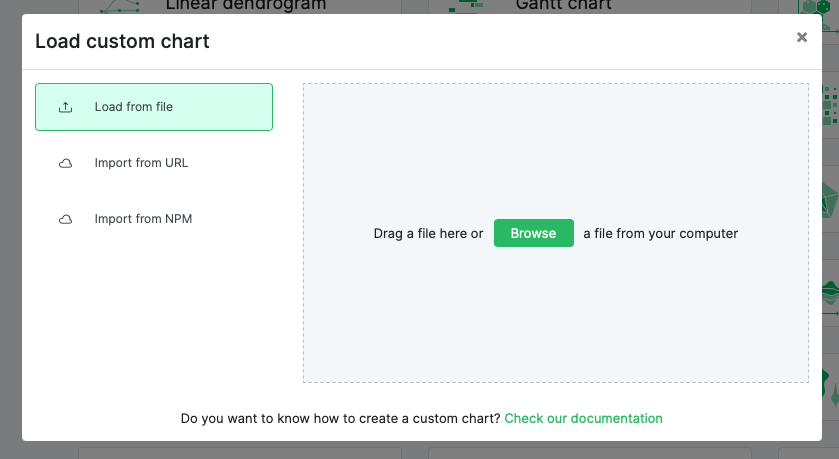 Linear dendrogram
Gantt chart
Load custom chart
Load from file
Import from URL
Import from NPM
Drag a file here or Browse a file from your computer
Do you want to know how to create a custom chart? Check our documentation